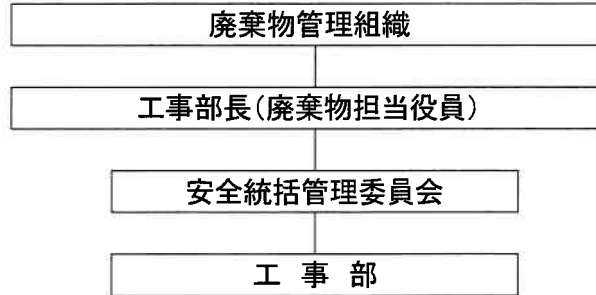 廃棄物管理組織
工事部長(廃棄物担当役員)
安全統括管理委員会
工 事 部